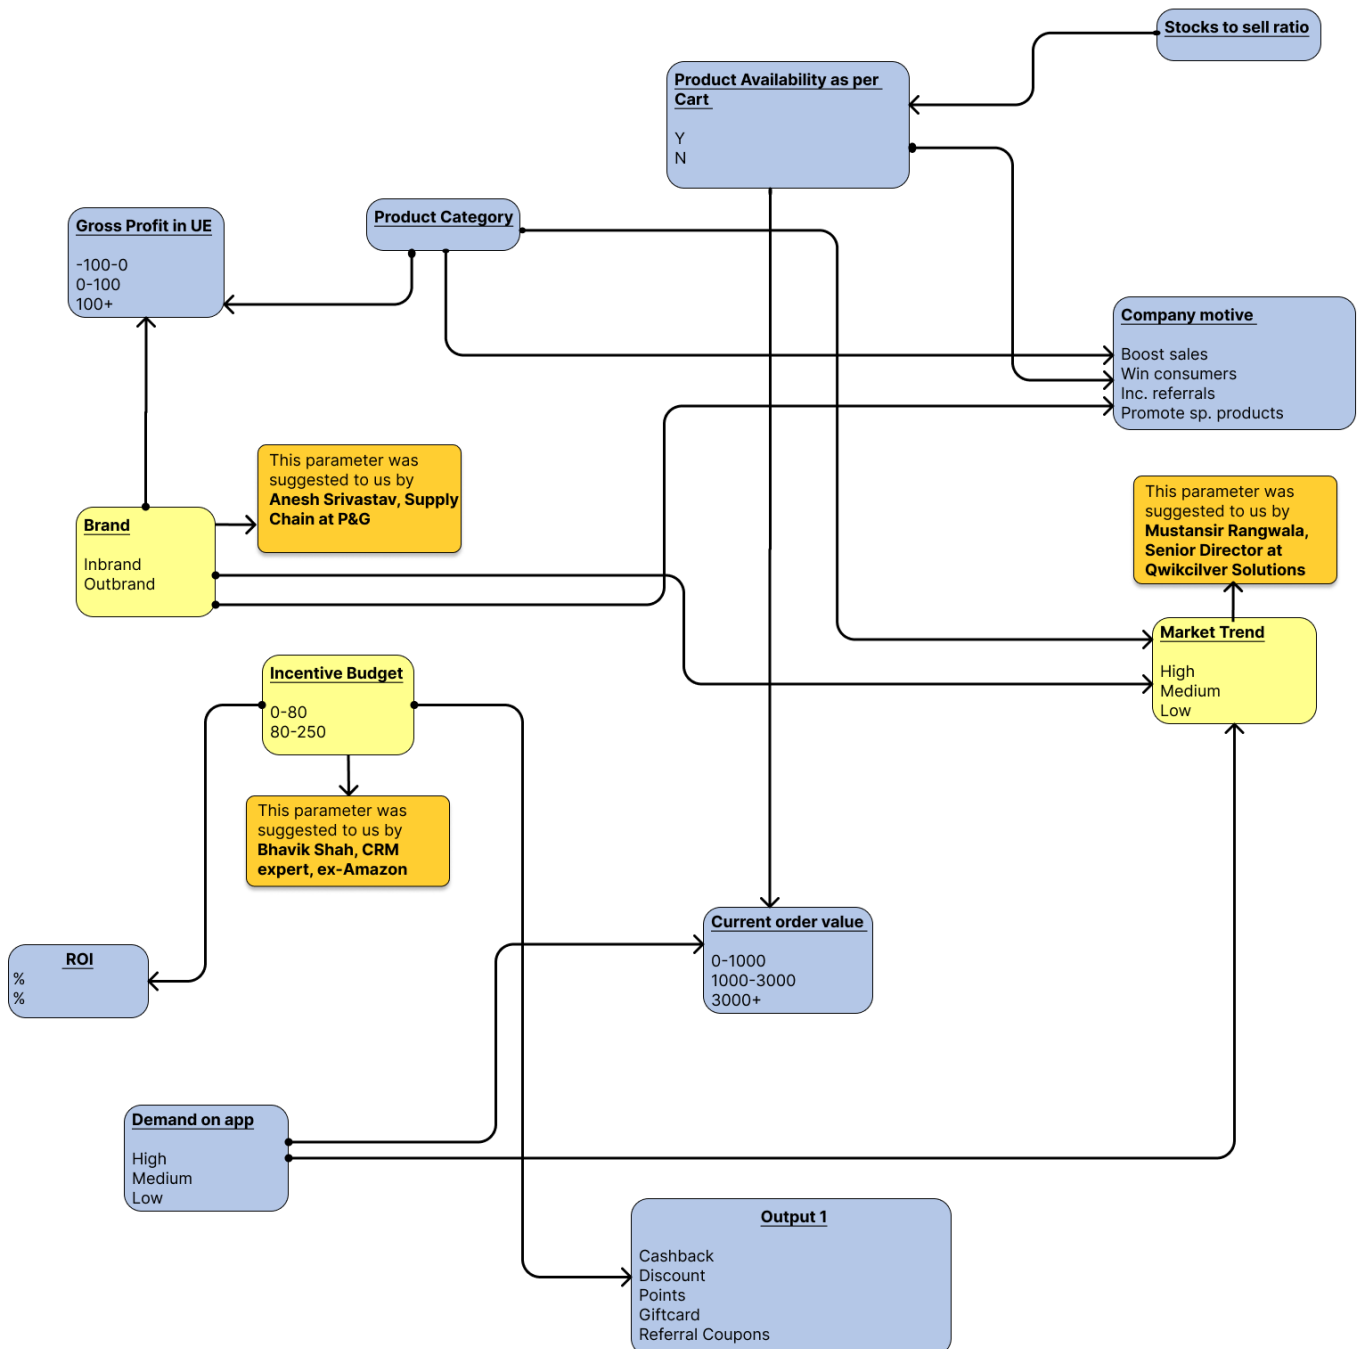 Stocks to sell ratio
Product Availability as per
Cart
Y
N
Product Category
Gross Profit in UE
-100-0
0-100
100+
Company motive
Boost sales
Win consumers
Inc. referrals
Promote sp. products
This parameter was
suggested to us by
Anesh Srivastav, Supply
Chain at P&G
This parameter was
suggested to us by
Mustansir Rangwala,
Senior Director at
Qwikcilver Solutions
Brand
Inbrand
Outbrand
Market Trend
High
Medium
Low
Incentive Budget
0-80
80-250
This parameter was
suggested to us by
Bhavik Shah, CRM
expert, ex-Amazon
Current order value
0-1000
1000-3000
3000+
ROI
%
%
Demand on app
High
Medium
Low
Output 1
Cashback
Discount
Points
Giftcard
Referral Coupons